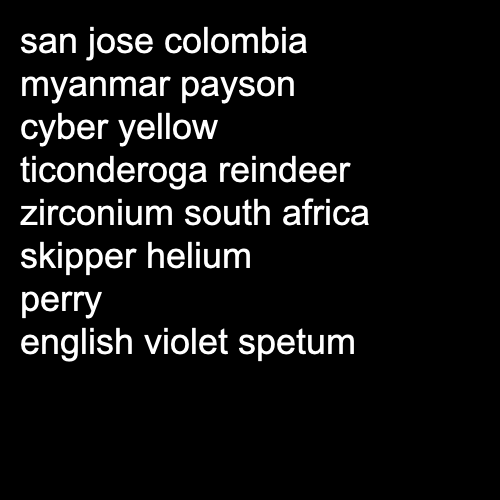 san jose colombia
myanmar payson
cyber yellow
ticonderoga reindeer
zirconium south africa
skipper helium
perry
english violet spetum